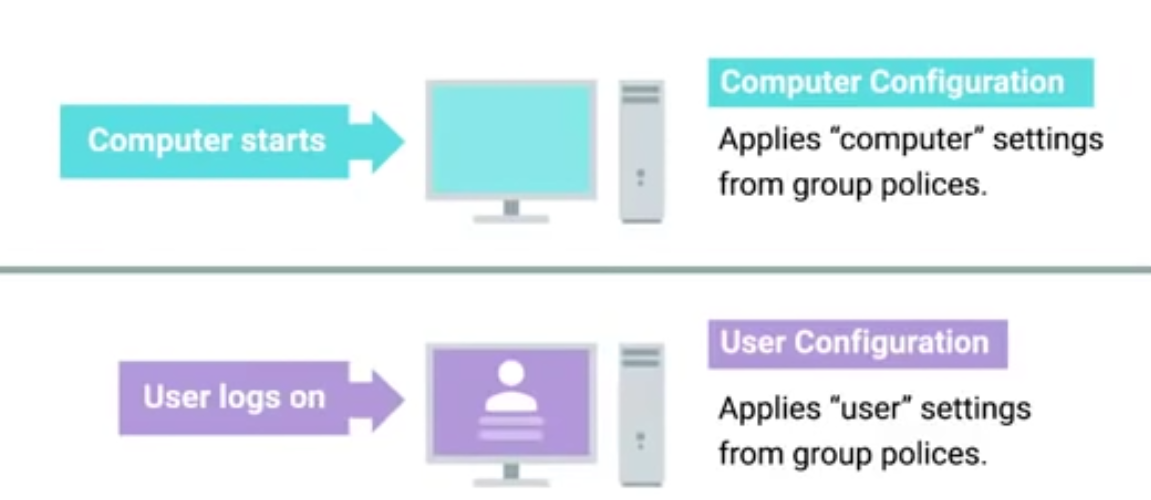 Computer starts
Computer Configuration
Applies “computer” settings
from group polices.
User logs on
User Configuration
Applies “user” settings
from group polices.